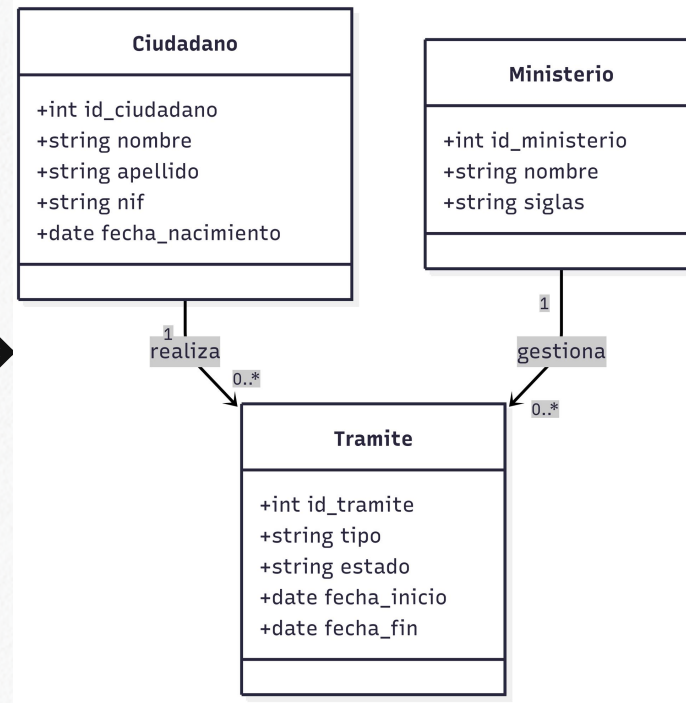 Ciudadano
+int id_ciudadano
+string nombre
+string apellido
+string nif
+date fecha_nacimiento
Ministerio
+int id_ministerio
+string nombre
+string siglas
1
realiza
0..*
1
gestiona
0..*
Tramite
+int id_tramite
+string tipo
+string estado
+date fecha_inicio
+date fecha_fin